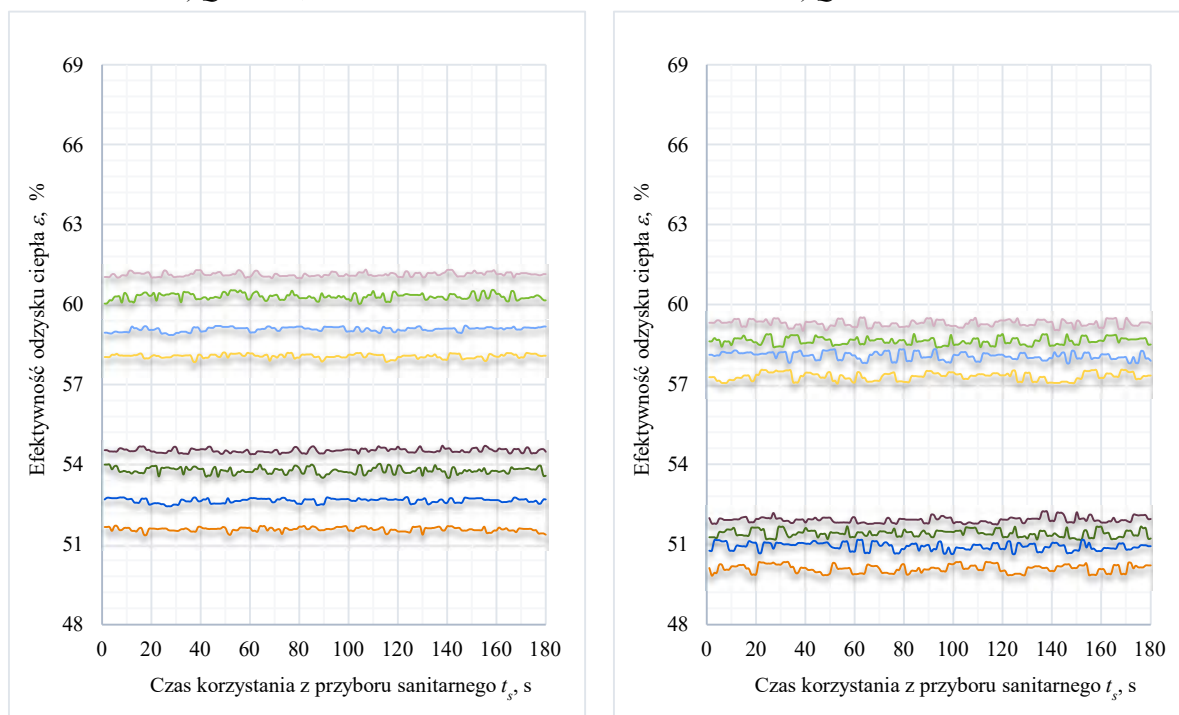 69
66
63
60
57
54
51
48
0 20 40 60 80 100 120 140 160 180
Efektywność odzysku ciepła ε, %
Czas korzystania z przyboru sanitarnego tₛ, s
69
66
63
60
57
54
51
48
0 20 40 60 80 100 120 140 160 180
Efektywność odzysku ciepła ε, %
Czas korzystania z przyboru sanitarnego tₛ, s